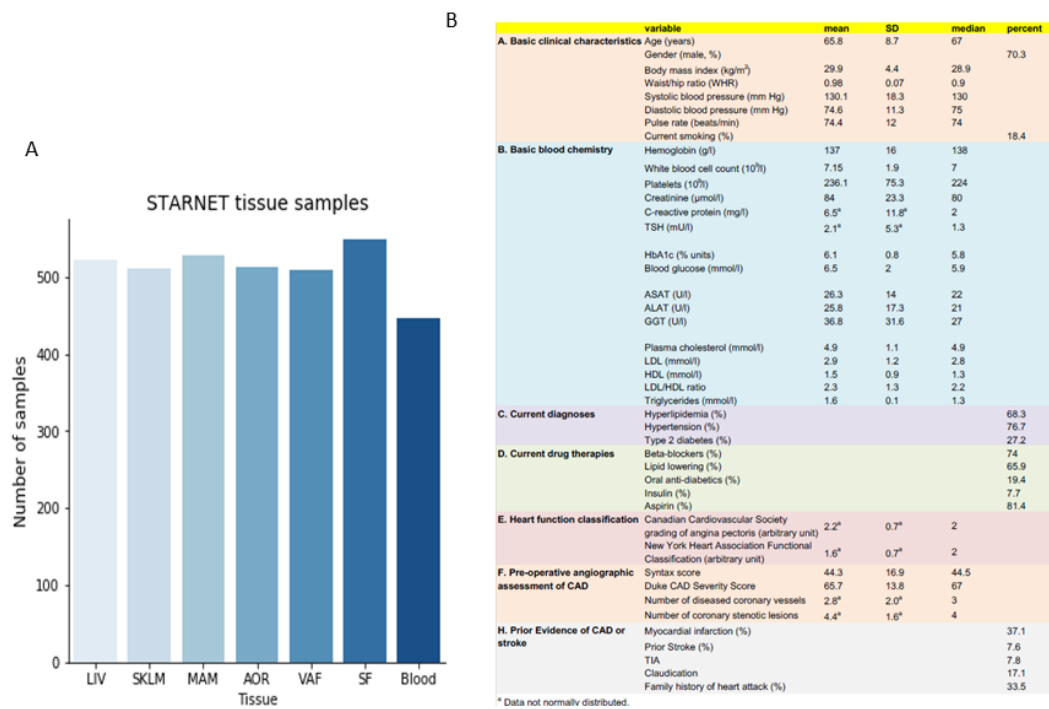 B
A
STARNET tissue samples
Number of samples
500
400
300
200
100
0
LIV SKLM MAM AOR VAF SF Blood
Tissue
variable mean SD median percent
A. Basic clinical characteristics Age (years) 65.8 8.7 67
Gender (male, %) 70.3
Body mass index (kg/m²) 29.9 4.4 28.9
Waist/hip ratio (WHR) 0.98 0.07 0.9
Systolic blood pressure (mm Hg) 130.1 18.3 130
Diastolic blood pressure (mm Hg) 74.6 11.3 75
Pulse rate (beats/min) 74.4 12 74
Current smoking (%) 18.4
B. Basic blood chemistry Hemoglobin (g/l) 137 16 138
White blood cell count (10⁹/l) 7.15 1.9 7
Platelets (10⁹/l) 236.1 75.3 224
Creatinine (µmol/l) 84 23.3 80
C-reactive protein (mg/l) 6.5ᵃ 11.8ᵃ 2
TSH (mU/l) 2.1ᵃ 5.3ᵃ 1.3
HbA1c (% units) 6.1 0.8 5.8
Blood glucose (mmol/l) 6.5 2 5.9
ASAT (U/l) 26.3 14 22
ALAT (U/l) 25.8 17.3 21
GGT (U/l) 36.8 31.6 27
Plasma cholesterol (mmol/l) 4.9 1.1 4.9
LDL (mmol/l) 2.9 1.2 2.8
HDL (mmol/l) 1.5 0.9 1.3
LDL/HDL ratio 2.3 1.3 2.2
Triglycerides (mmol/l) 1.6 0.1 1.3
C. Current diagnoses Hyperlipidemia (%) 68.3
Hypertension (%) 76.7
Type 2 diabetes (%) 27.2
D. Current drug therapies Beta-blockers (%) 74
Lipid lowering (%) 65.9
Oral anti-diabetics (%) 19.4
Insulin (%) 7.7
Aspirin (%) 81.4
E. Heart function classification Canadian Cardiovascular Society
grading of angina pectoris (arbitrary unit) 2.2ᵃ 0.7ᵃ 2
New York Heart Association Functional
Classification (arbitrary unit) 1.6ᵃ 0.7ᵃ 2
F. Pre-operative angiographic Syntax score 44.3 16.9 44.5
assessment of CAD Duke CAD Severity Score 65.7 13.8 67
Number of diseased coronary vessels 2.8ᵃ 2.0ᵃ 3
Number of coronary stenotic lesions 4.4ᵃ 1.6ᵃ 4
H. Prior Evidence of CAD or Myocardial infarction (%) 37.1
stroke Prior Stroke (%) 7.6
TIA 7.8
Claudication 17.1
Family history of heart attack (%) 33.5
ᵃ Data not normally distributed.